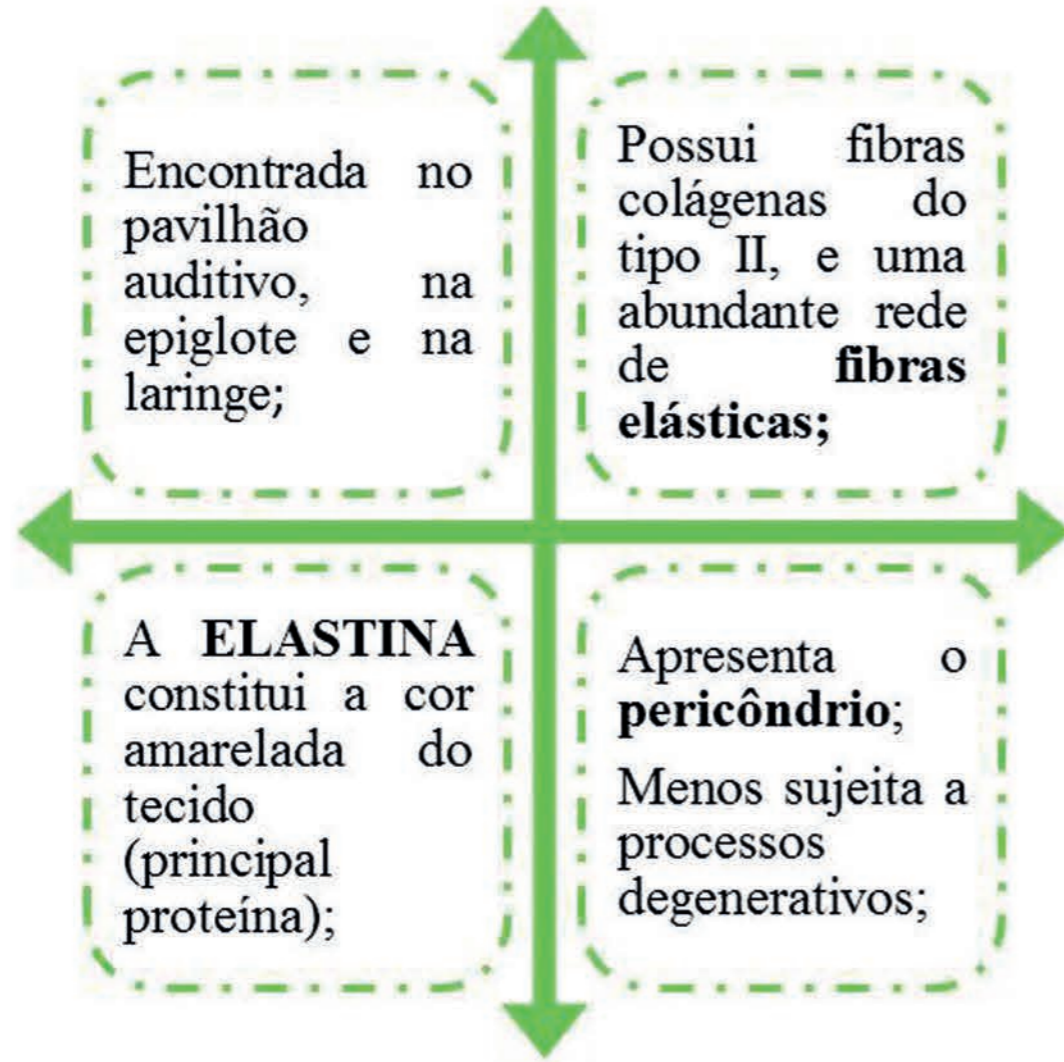 Encontrada no
pavilhão
auditivo, na
epiglote e na
laringe;
Possui fibras
colágenas do
tipo II, e uma
abundante rede
de fibras
elásticas;
A ELASTINA
constitui a cor
amarelada do
tecido
(principal
proteína);
Apresenta o
pericôndrio;
Menos sujeita a
processos
degenerativos;